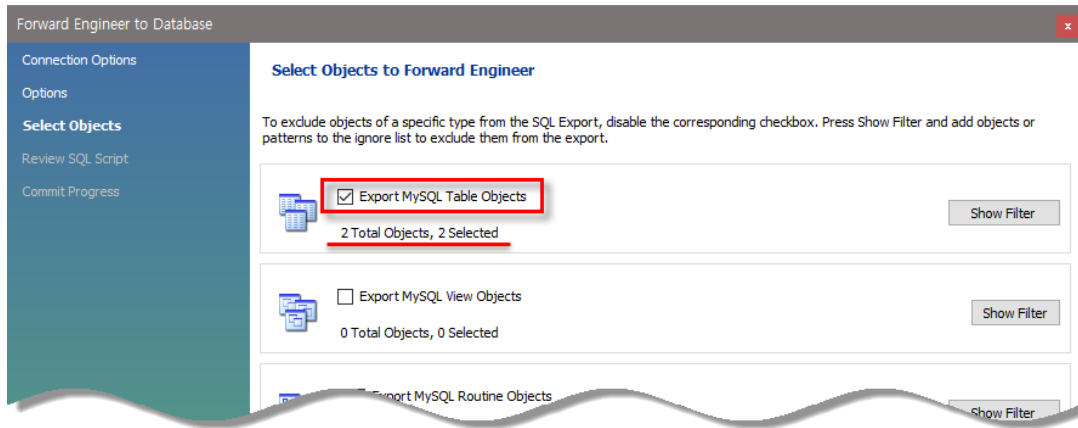 Forward Engineer to Database
x
Connection Options
Options
Select Objects
Review SQL Script
Commit Progress
Select Objects to Forward Engineer
To exclude objects of a specific type from the SQL Export, disable the corresponding checkbox. Press Show Filter and add objects or
patterns to the ignore list to exclude them from the export.
Export MySQL Table Objects
2 Total Objects, 2 Selected
Show Filter
Export MySQL View Objects
0 Total Objects, 0 Selected
Show Filter
Export MySQL Routine Objects
Show Filter